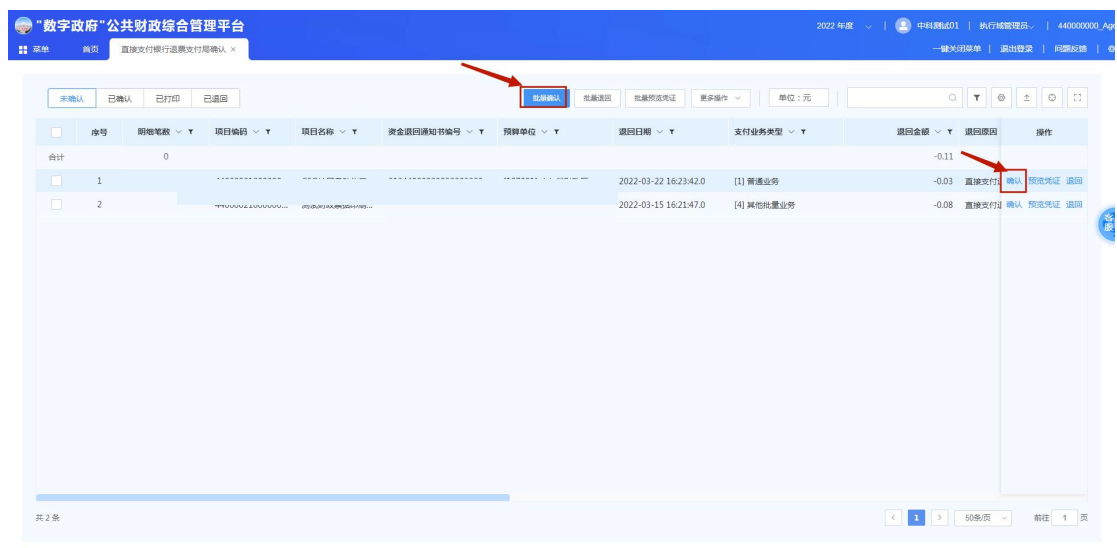 "数字政府"公共财政综合管理平台
2022 年度 中科测试01 | 执行域管理员 | 440000000_Age
菜单 首页 直接支付银行退票支付局确认 ×
一键关闭菜单 | 退出登录 | 问题反馈
未确认 已确认 已打印 已退回 批量确认 批量退回 批量预览凭证 更多操作 单位：元
序号 明细笔数 项目编码 项目名称 资金退回通知书编号 预算单位 退回日期 支付业务类型 退回金额 退回原因 操作
合计 0 -0.11
1 2022-03-22 16:23:42.0 [1] 普通业务 -0.03 直接支付 确认 预览凭证 退回
2 2022-03-15 16:21:47.0 [4] 其他批量业务 -0.08 直接支付 确认 预览凭证 退回
客服
共 2 条 < 1 > 50条/页 前往 1 页